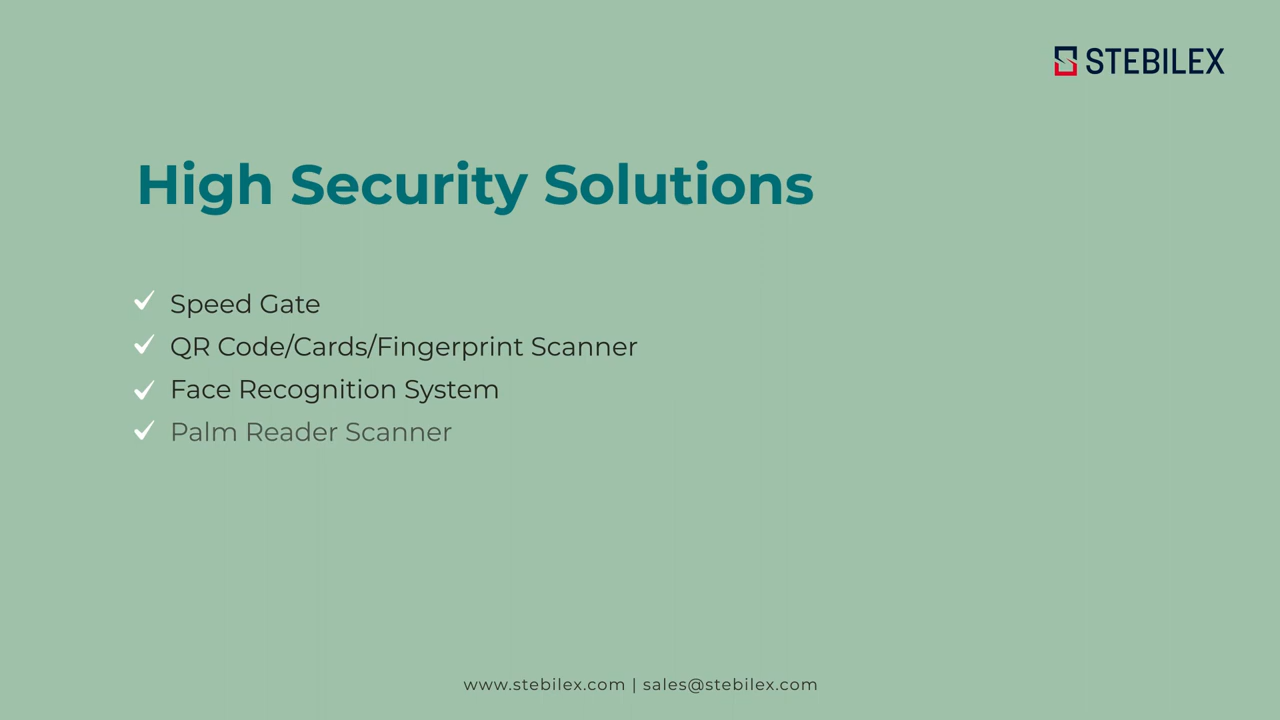 STEBILEX
High Security Solutions
Speed Gate
QR Code/Cards/Fingerprint Scanner
Face Recognition System
Palm Reader Scanner
www.stebilex.com | sales@stebilex.com